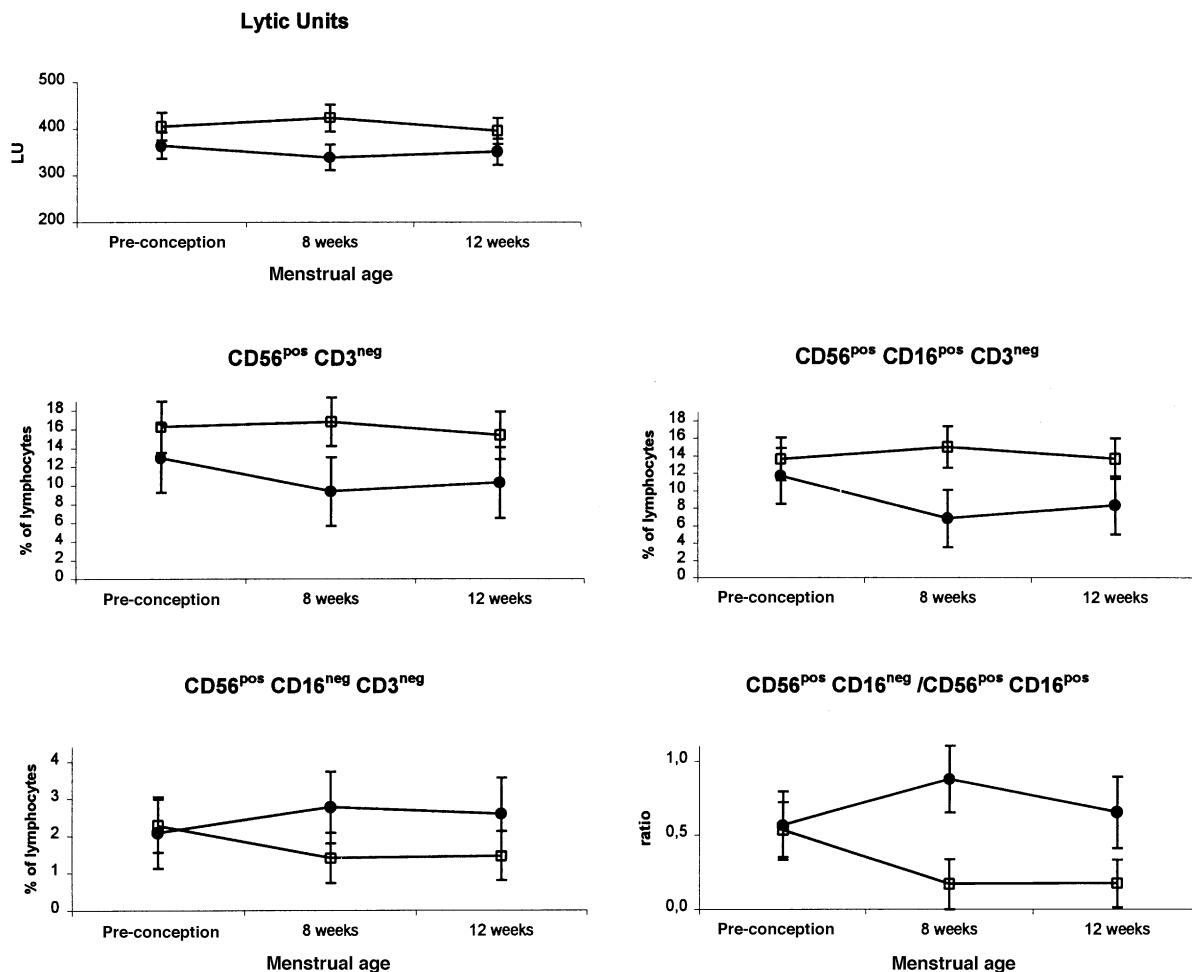 Lytic Units
500
400
300
200
LU
Pre-conception 8 weeks 12 weeks
Menstrual age
CD56pos CD3neg
18
16
14
12
10
8
6
4
2
0
% of lymphocytes
Pre-conception 8 weeks 12 weeks
CD56pos CD16pos CD3neg
18
16
14
12
10
8
6
4
2
0
% of lymphocytes
Pre-conception 8 weeks 12 weeks
CD56pos CD16neg CD3neg
4
3
2
1
0
% of lymphocytes
Pre-conception 8 weeks 12 weeks
Menstrual age
CD56pos CD16neg /CD56pos CD16pos
1,0
0,5
0,0
ratio
Pre-conception 8 weeks 12 weeks
Menstrual age